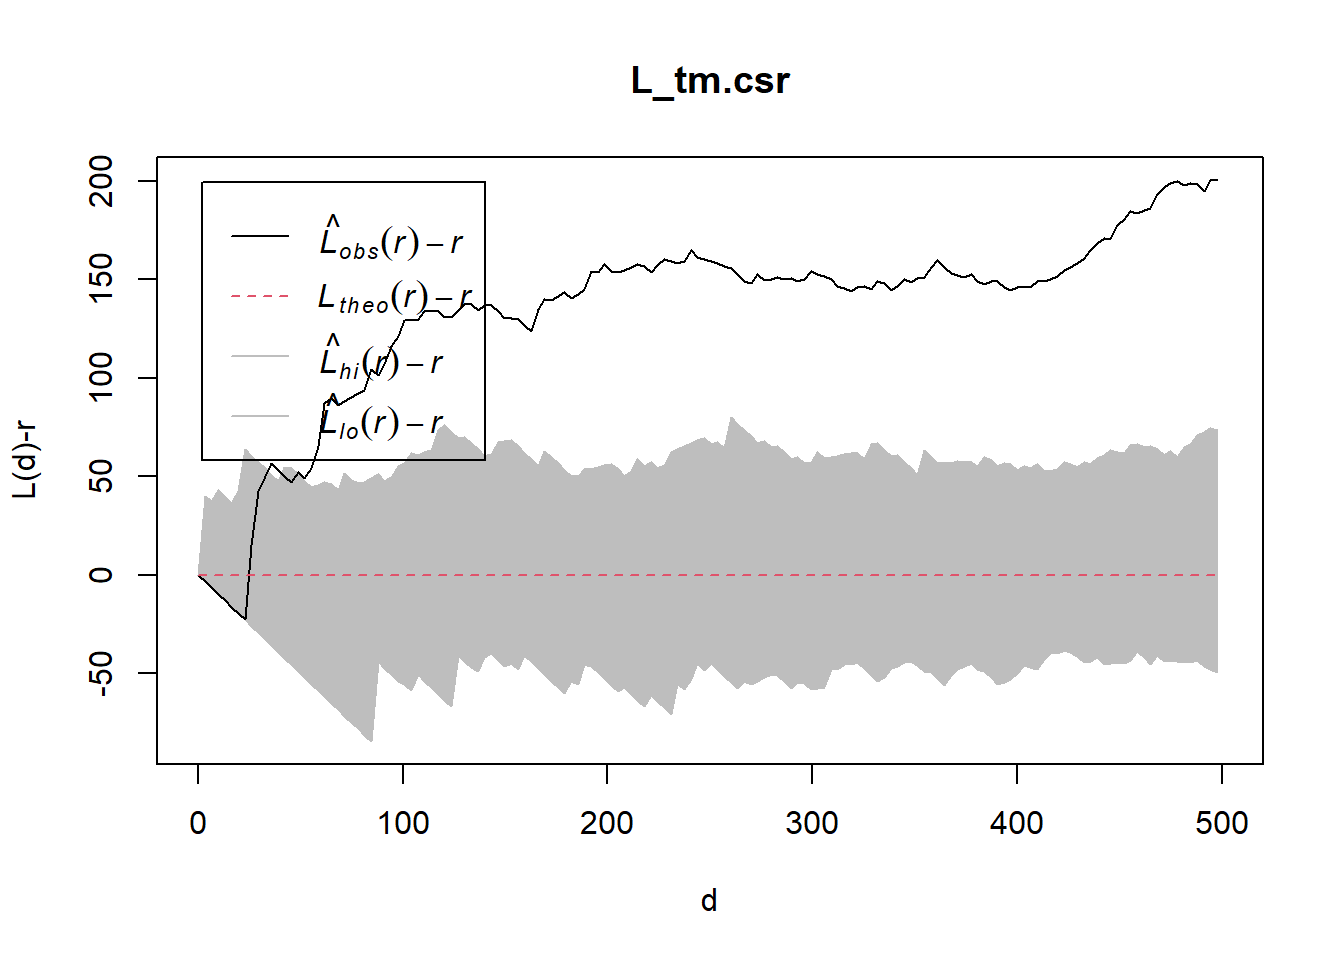 L_tm.csr
L̂obs(r) − r
Ltheo(r) − r
L̂hi(r) − r
L̂lo(r) − r
L(d)-r
200
150
100
50
0
-50
0 100 200 300 400 500
d